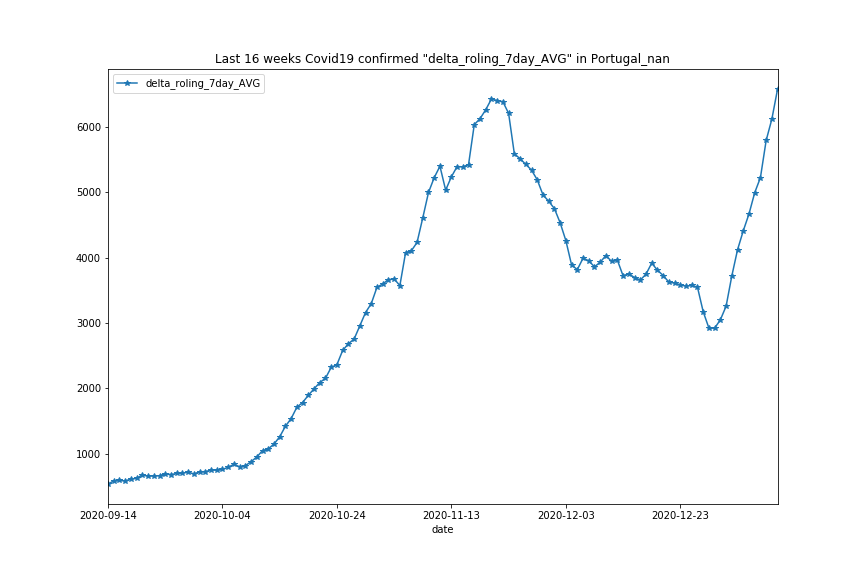 Last 16 weeks Covid19 confirmed "delta_roling_7day_AVG" in Portugal_nan
delta_roling_7day_AVG
6000
5000
4000
3000
2000
1000
2020-09-14 2020-10-04 2020-10-24 2020-11-13 2020-12-03 2020-12-23
date